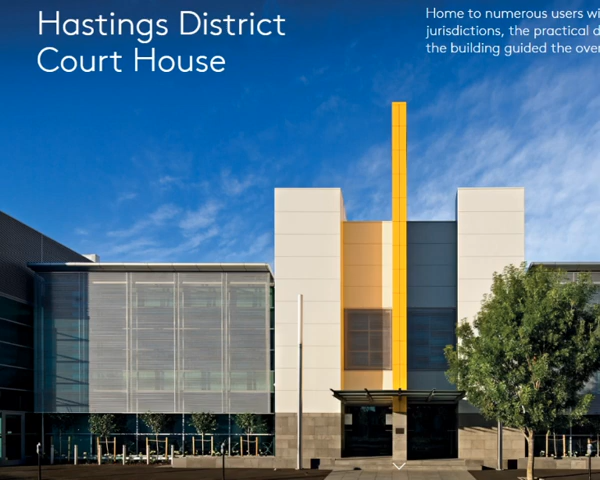 Hastings District
Court House
Home to numerous users
jurisdictions, the practical
the building guided the